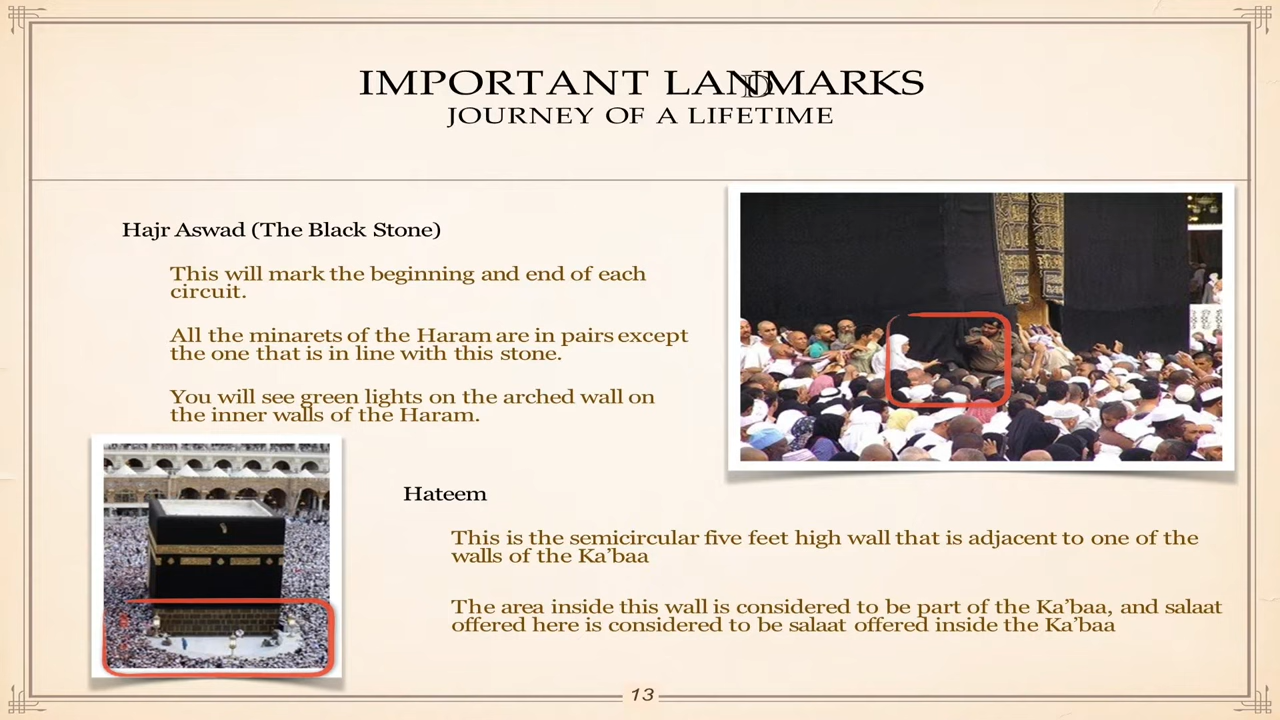 IMPORTANT LANDMARKS
JOURNEY OF A LIFETIME
Hajr Aswad (The Black Stone)
This will mark the beginning and end of each
circuit.
All the minarets of the Haram are in pairs except
the one that is in line with this stone.
You will see green lights on the arched wall on
the inner walls of the Haram.
Hateem
This is the semicircular five feet high wall that is adjacent to one of the
walls of the Ka’baa
The area inside this wall is considered to be part of the Ka’baa, and salaat
offered here is considered to be salaat offered inside the Ka’baa
13